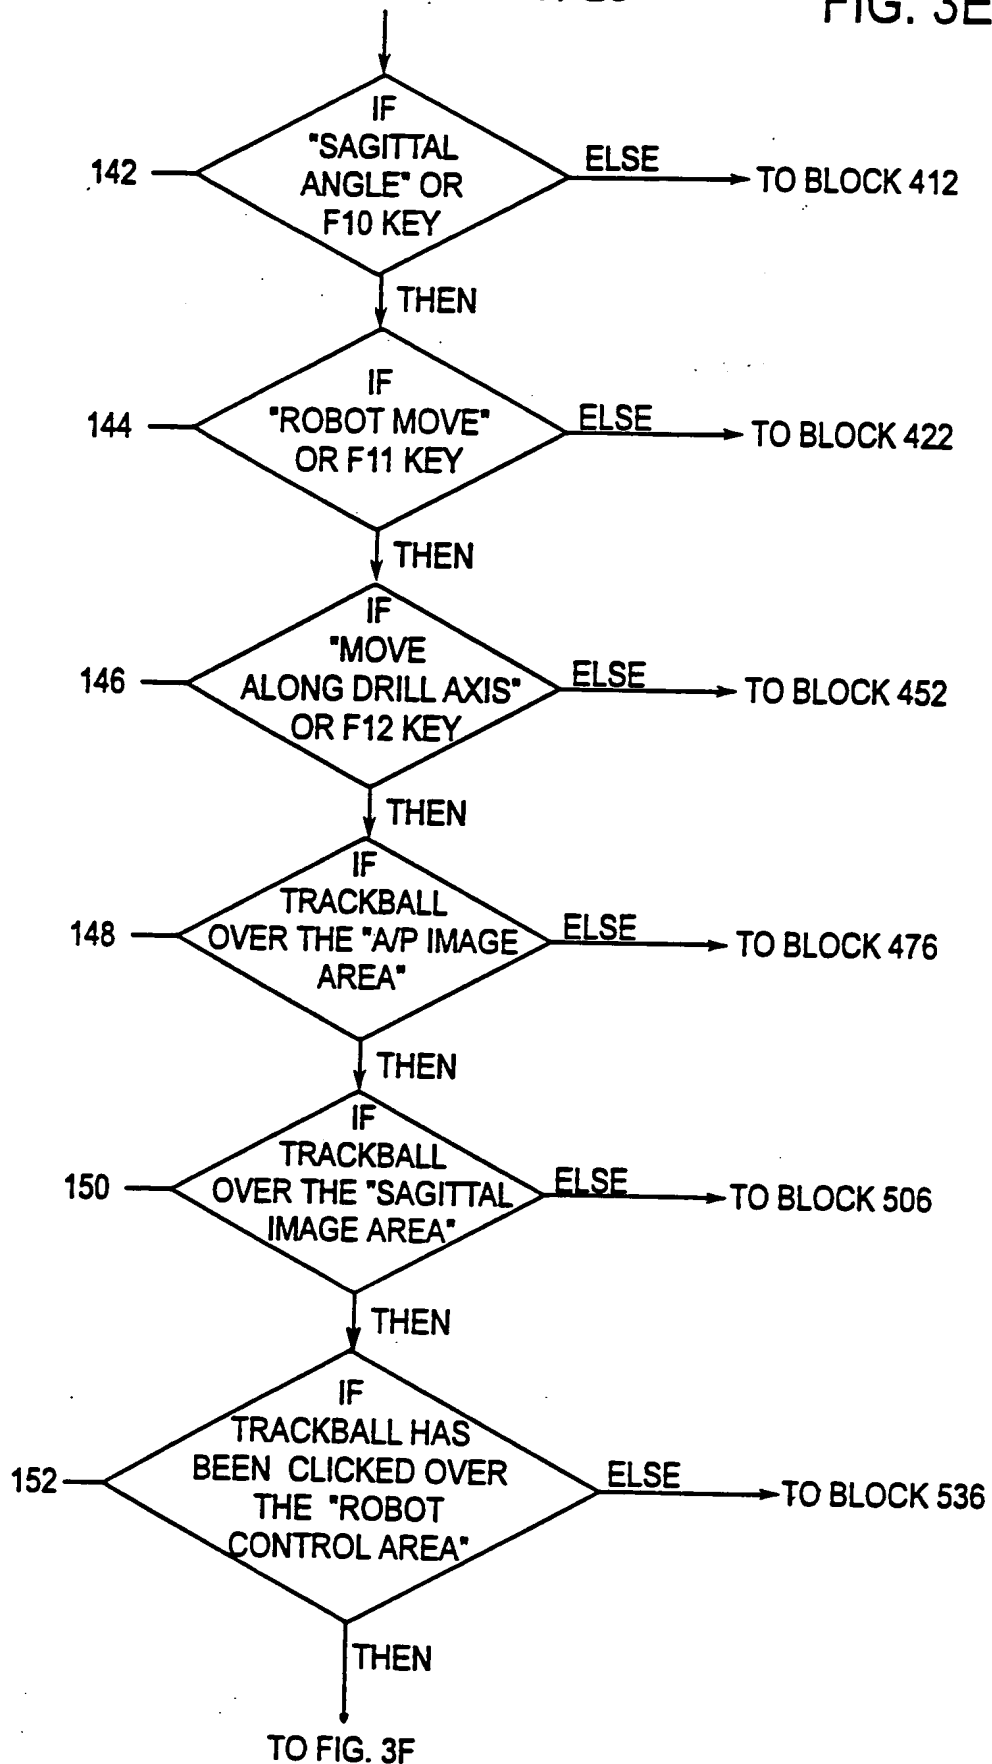 FIG. 3E
IF
"SAGITTAL
ANGLE" OR
F10 KEY
142
ELSE
TO BLOCK 412
THEN
IF
"ROBOT MOVE"
OR F11 KEY
144
ELSE
TO BLOCK 422
THEN
IF
"MOVE
ALONG DRILL AXIS"
OR F12 KEY
146
ELSE
TO BLOCK 452
THEN
IF
TRACKBALL
OVER THE "A/P IMAGE
AREA"
148
ELSE
TO BLOCK 476
THEN
IF
TRACKBALL
OVER THE "SAGITTAL
IMAGE AREA"
150
ELSE
TO BLOCK 506
THEN
IF
TRACKBALL HAS
BEEN CLICKED OVER
THE "ROBOT
CONTROL AREA"
152
ELSE
TO BLOCK 536
THEN
TO FIG. 3F